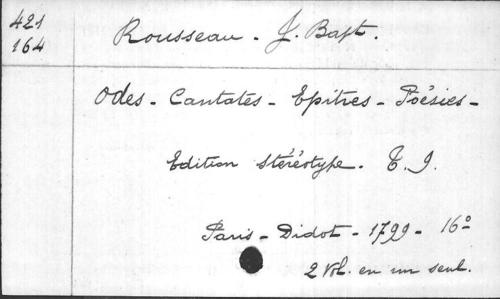 421
164
Rousseau - J. Bapt.
Odes - Cantates - Epitres - Poésies -
Edition stéréotype. T. I.
Paris - Didot - 1799 - 16°
2 vol. en un seul.